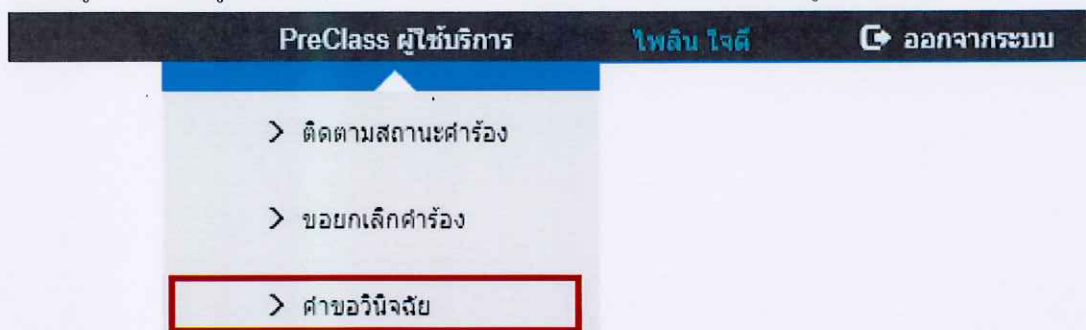 PreClass ผู้ใช้บริการ ไพลิน ใจดี ออกจากระบบ
> ติดตามสถานะคำร้อง
> ขอยกเลิกคำร้อง
> คำขอวินิจฉัย